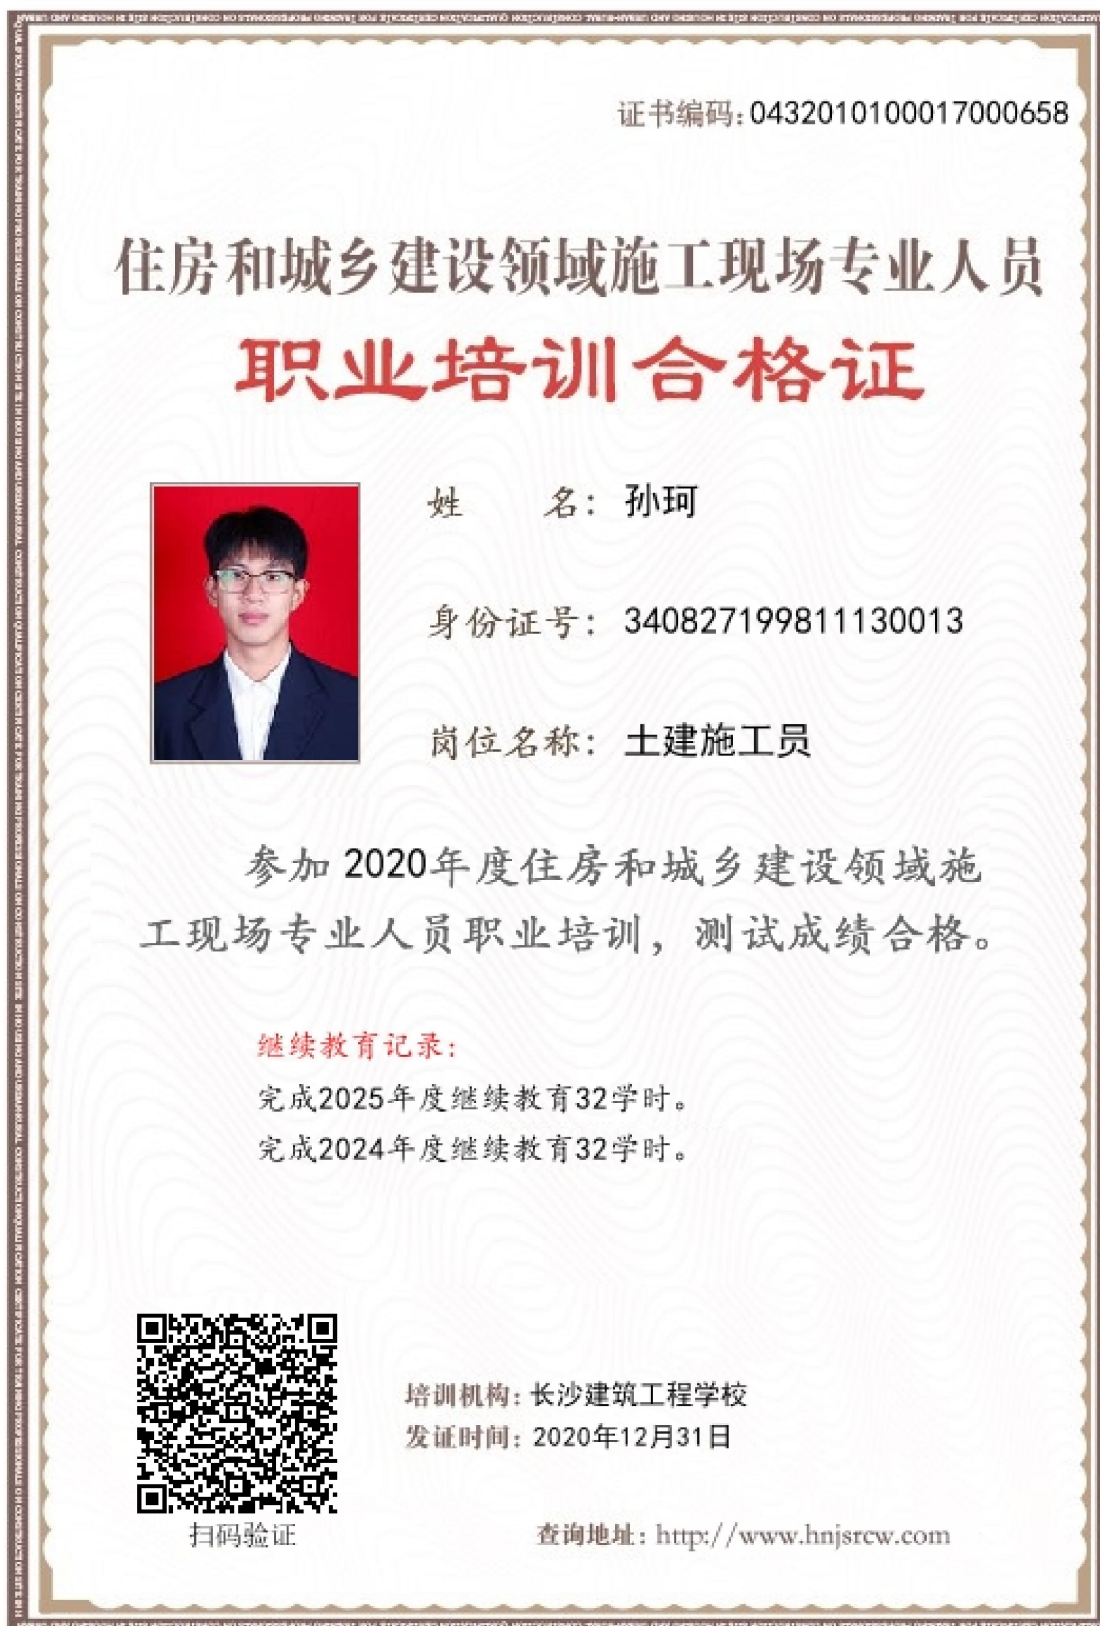 证书编码:0432010100017000658
住房和城乡建设领域施工现场专业人员
职业培训合格证
姓 名： 孙珂
身份证号： 340827199811130013
岗位名称： 土建施工员
参加 2020年度住房和城乡建设领域施
工现场专业人员职业培训，测试成绩合格。
继续教育记录：
完成2025年度继续教育32学时。
完成2024年度继续教育32学时。
培训机构: 长沙建筑工程学校
发证时间: 2020年12月31日
扫码验证
查询地址: http://www.hnjsrcw.com